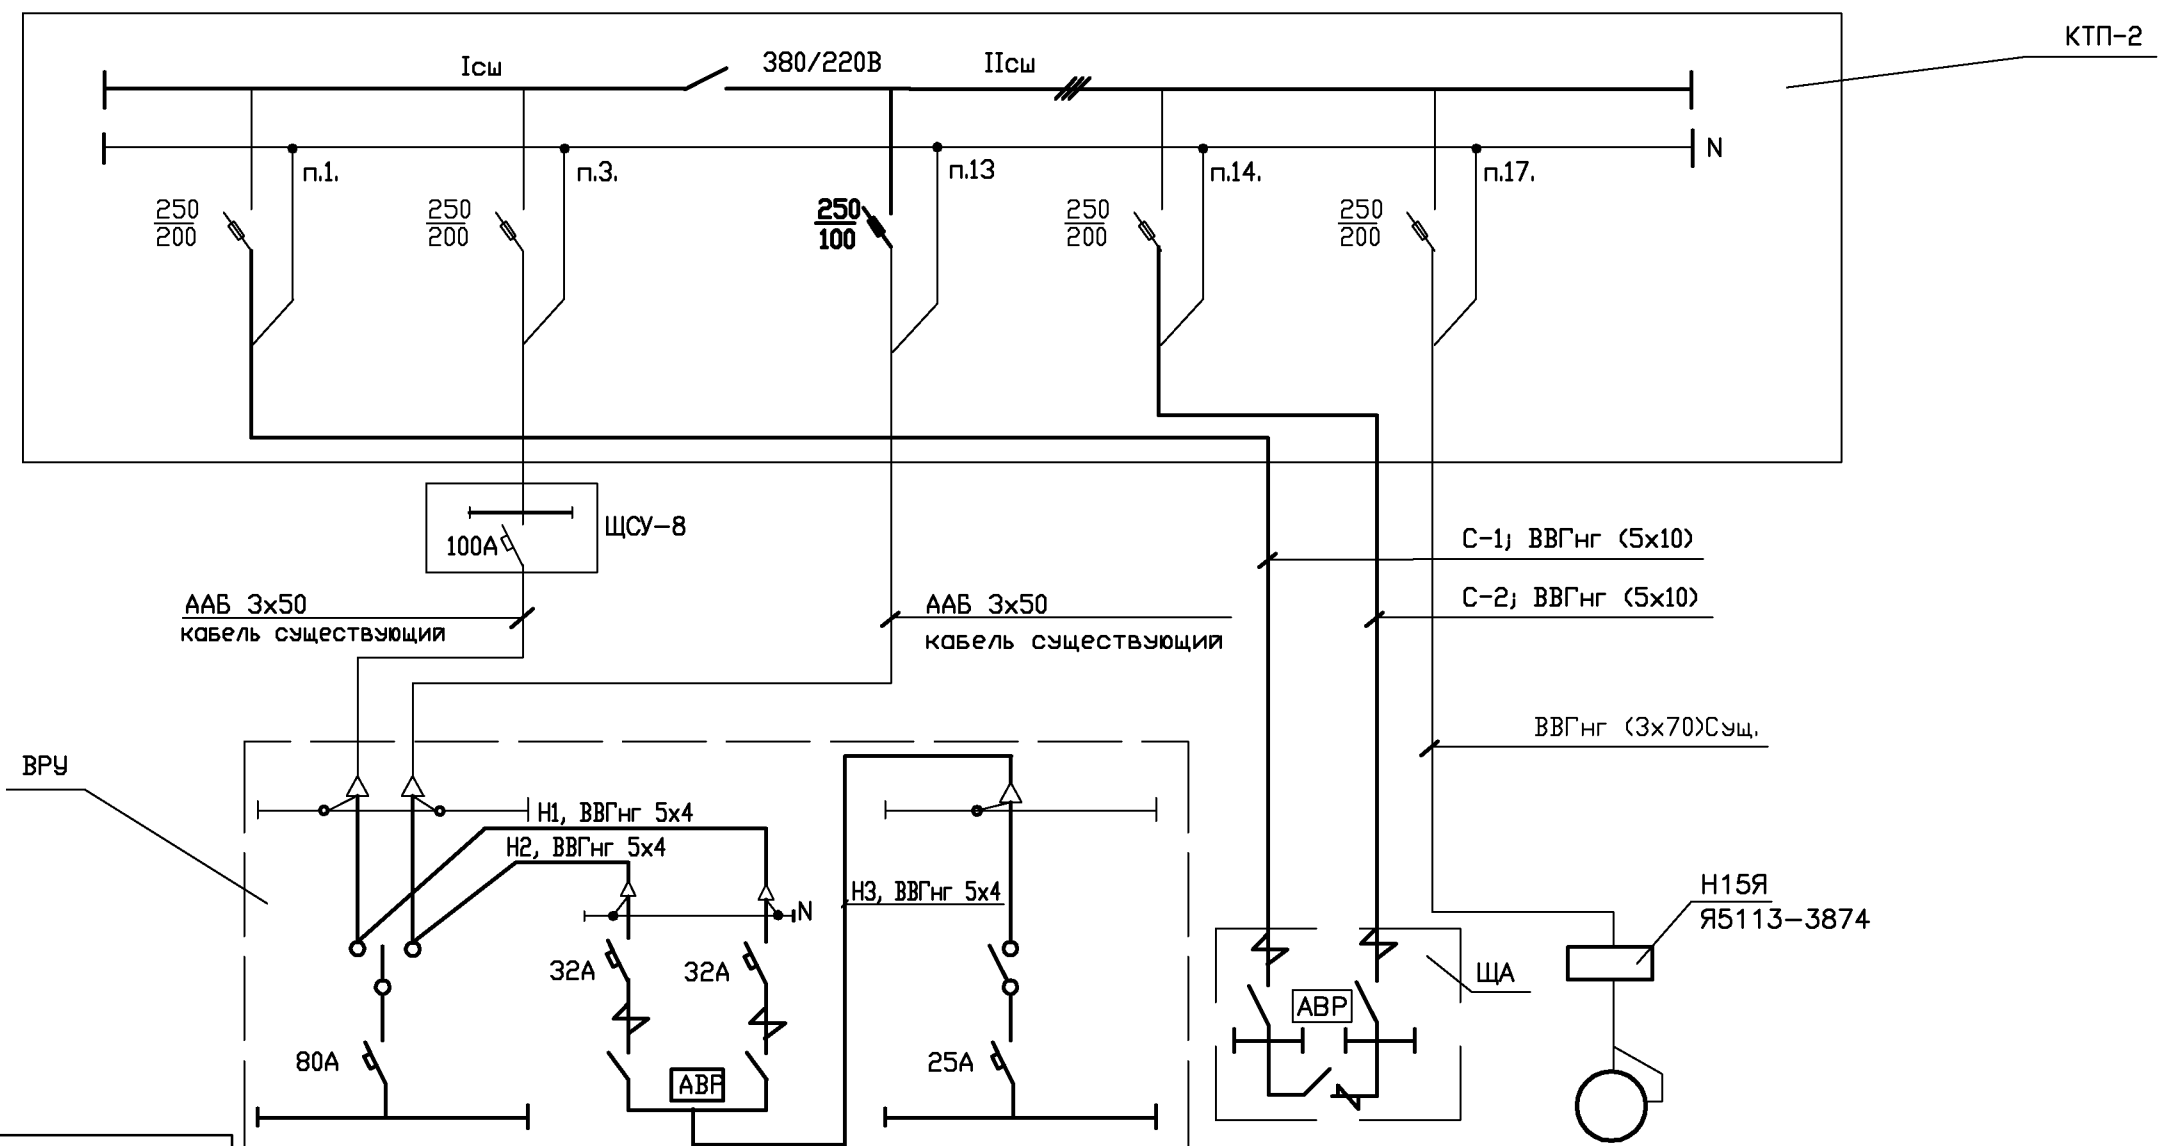 КТП-2
Iсш
380/220В
IIсш
N
п.1.
п.3.
п.13
п.14.
п.17.
250
200
250
200
250
100
250
200
250
200
ЩСУ-8
100А
С-1; ВВГнг (5х10)
С-2; ВВГнг (5х10)
ААБ 3х50
кабель существующий
ААБ 3х50
кабель существующий
ВВГнг (3х70)Сущ.
ВРУ
Н1, ВВГнг 5х4
Н2, ВВГнг 5х4
Н3, ВВГнг 5х4
N
Н15Я
Я5113-3874
32А
32А
ЩА
АВР
80А
АВР
25А